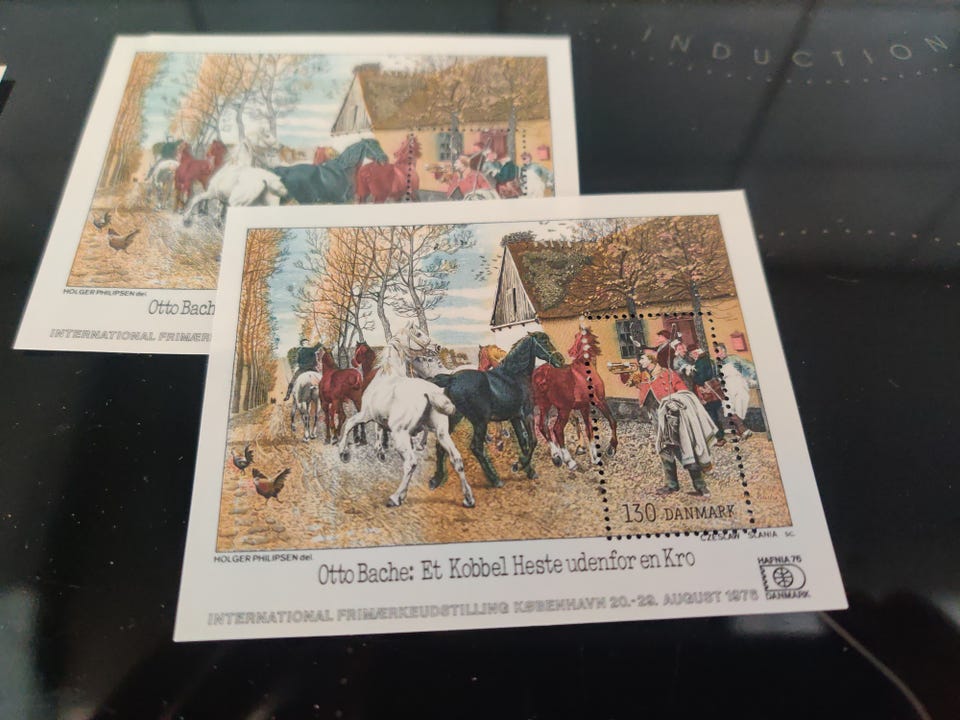 INDUCTION
HOLGER PHILIPSEN del.
Otto Bach
INTERNATIONAL FRIMÆR
130 DANMARK
HOLGER PHILIPSEN del.
CZESLAW SLANIA sc.
Otto Bache: Et Kobbel Heste udenfor en Kro
HAFNIA 76
DANMARK
INTERNATIONAL FRIMÆRKEUDSTILLING KØBENHAVN 20.-29. AUGUST 1976